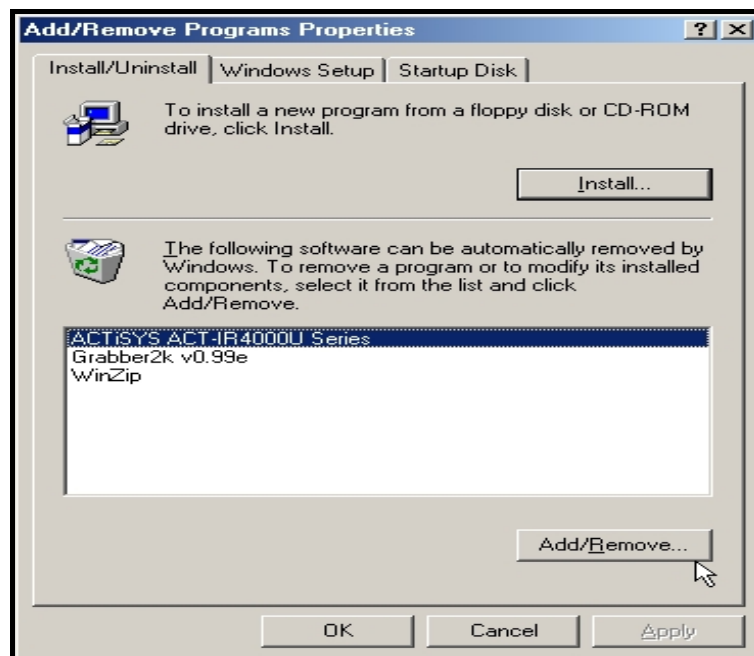 Add/Remove Programs Properties
Install/Uninstall
Windows Setup
Startup Disk
To install a new program from a floppy disk or CD-ROM
drive, click Install.
Install...
The following software can be automatically removed by
Windows. To remove a program or to modify its installed
components, select it from the list and click
Add/Remove.
ACTiSYS ACT-IR4000U Series
Grabber2k v0.99e
WinZip
Add/Remove...
OK
Cancel
Apply